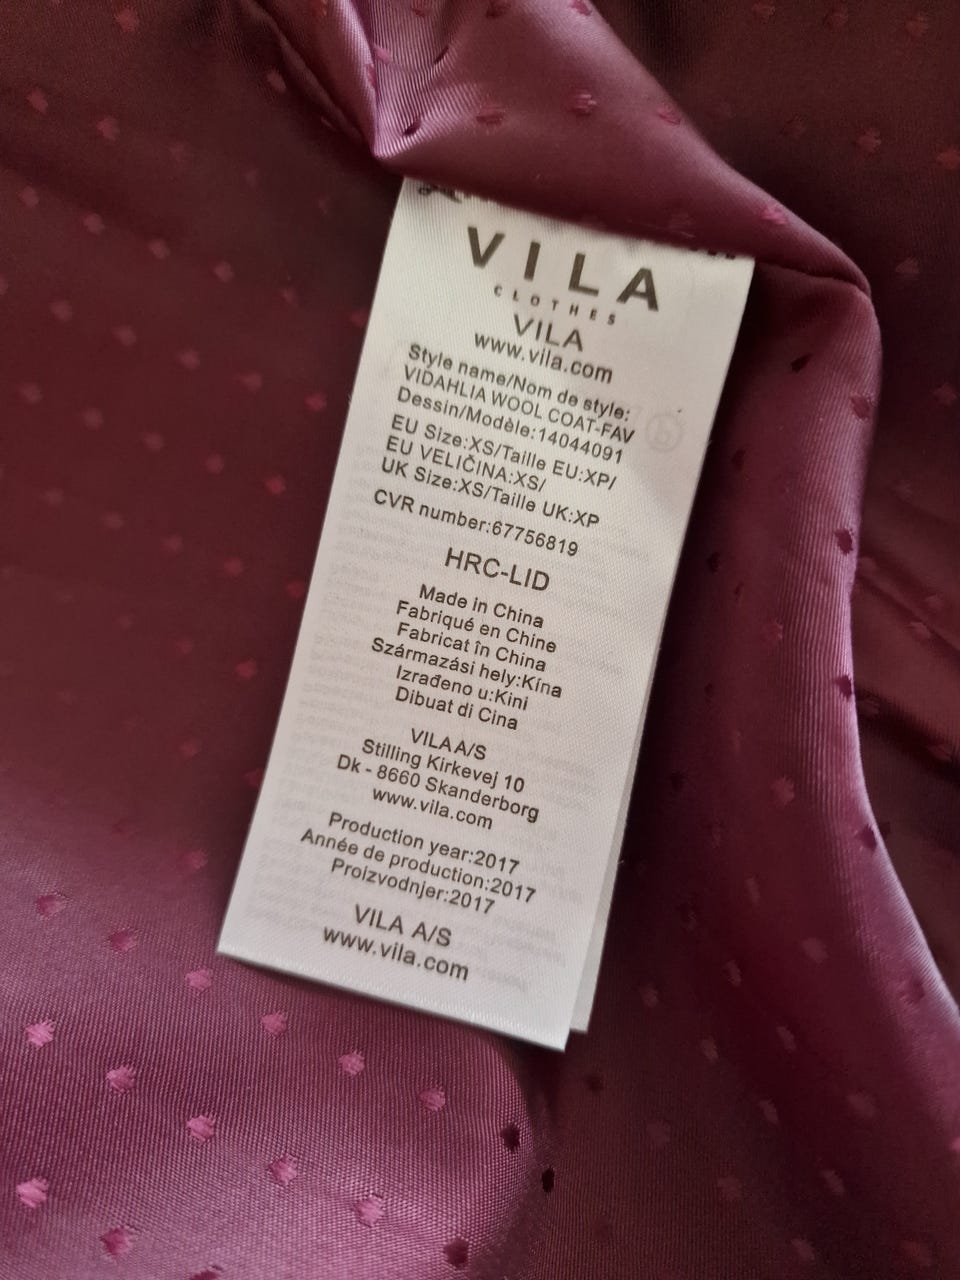 VILA
CLOTHES
VILA
www.vila.com
Style name/Nom de style:
VIDAHLIA WOOL COAT-FAV
Dessin/Modèle:14044091
EU Size:XS/Taille EU:XP/
EU VELIČINA:XS/
UK Size:XS/Taille UK:XP
CVR number:67756819
HRC-LID
Made in China
Fabriqué en Chine
Fabricat în China
Származási hely:Kína
Izrađeno u:Kini
Dibuat di Cina
VILA A/S
Stilling Kirkevej 10
Dk - 8660 Skanderborg
www.vila.com
Production year:2017
Année de production:2017
Proizvodnjer:2017
VILA A/S
www.vila.com